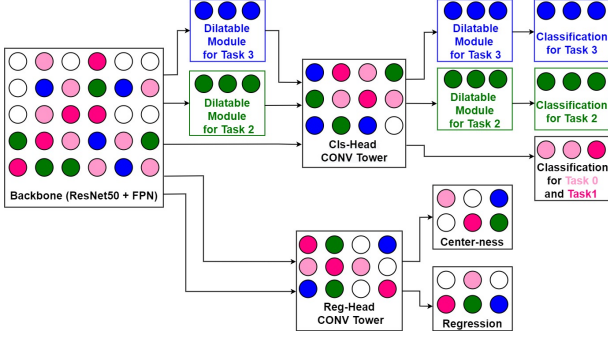 Dilatable
Module
for Task 3
Dilatable
Module
for Task 2
Backbone (ResNet50 + FPN)
Cls-Head
CONV Tower
Dilatable
Module
for Task 3
Classification
for Task 3
Dilatable
Module
for Task 2
Classification
for Task 2
Classification
for Task 0
and Task1
Center-ness
Reg-Head
CONV Tower
Regression